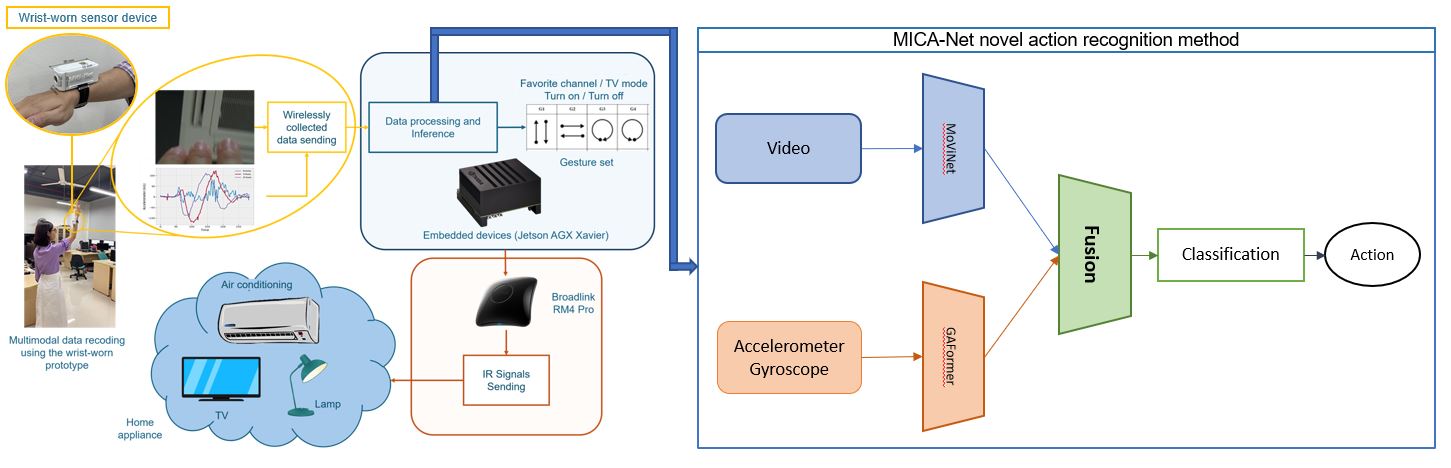 Wrist-worn sensor device
Wirelessly
collected
data sending
Multimodal data recoding
using the wrist-worn
prototype
Data processing and
Inference
Favorite channel / TV mode
Turn on / Turn off
G1 G2 G3 G4
Gesture set
Embedded devices (Jetson AGX Xavier)
Broadlink
RM4 Pro
IR Signals
Sending
Air conditioning
TV
Lamp
Home
appliance
MICA-Net novel action recognition method
Video
MoViNet
Accelerometer
Gyroscope
GAFormer
Fusion
Classification
Action